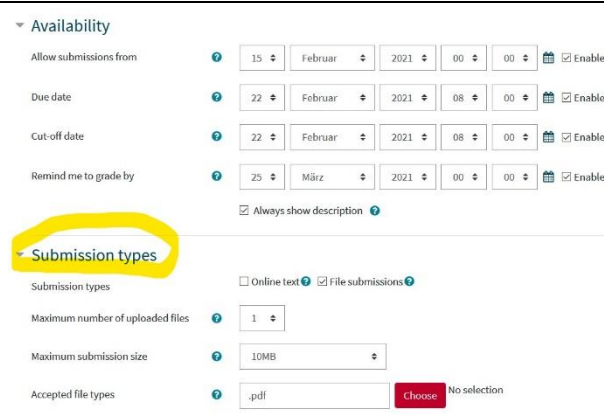 Availability
Allow submissions from 15 Februar 2021 00 00 Enable
Due date 22 Februar 2021 08 00 Enable
Cut-off date 22 Februar 2021 08 00 Enable
Remind me to grade by 25 März 2021 00 00 Enable
Always show description
Submission types
Submission types Online text File submissions
Maximum number of uploaded files 1
Maximum submission size 10MB
Accepted file types .pdf Choose No selection